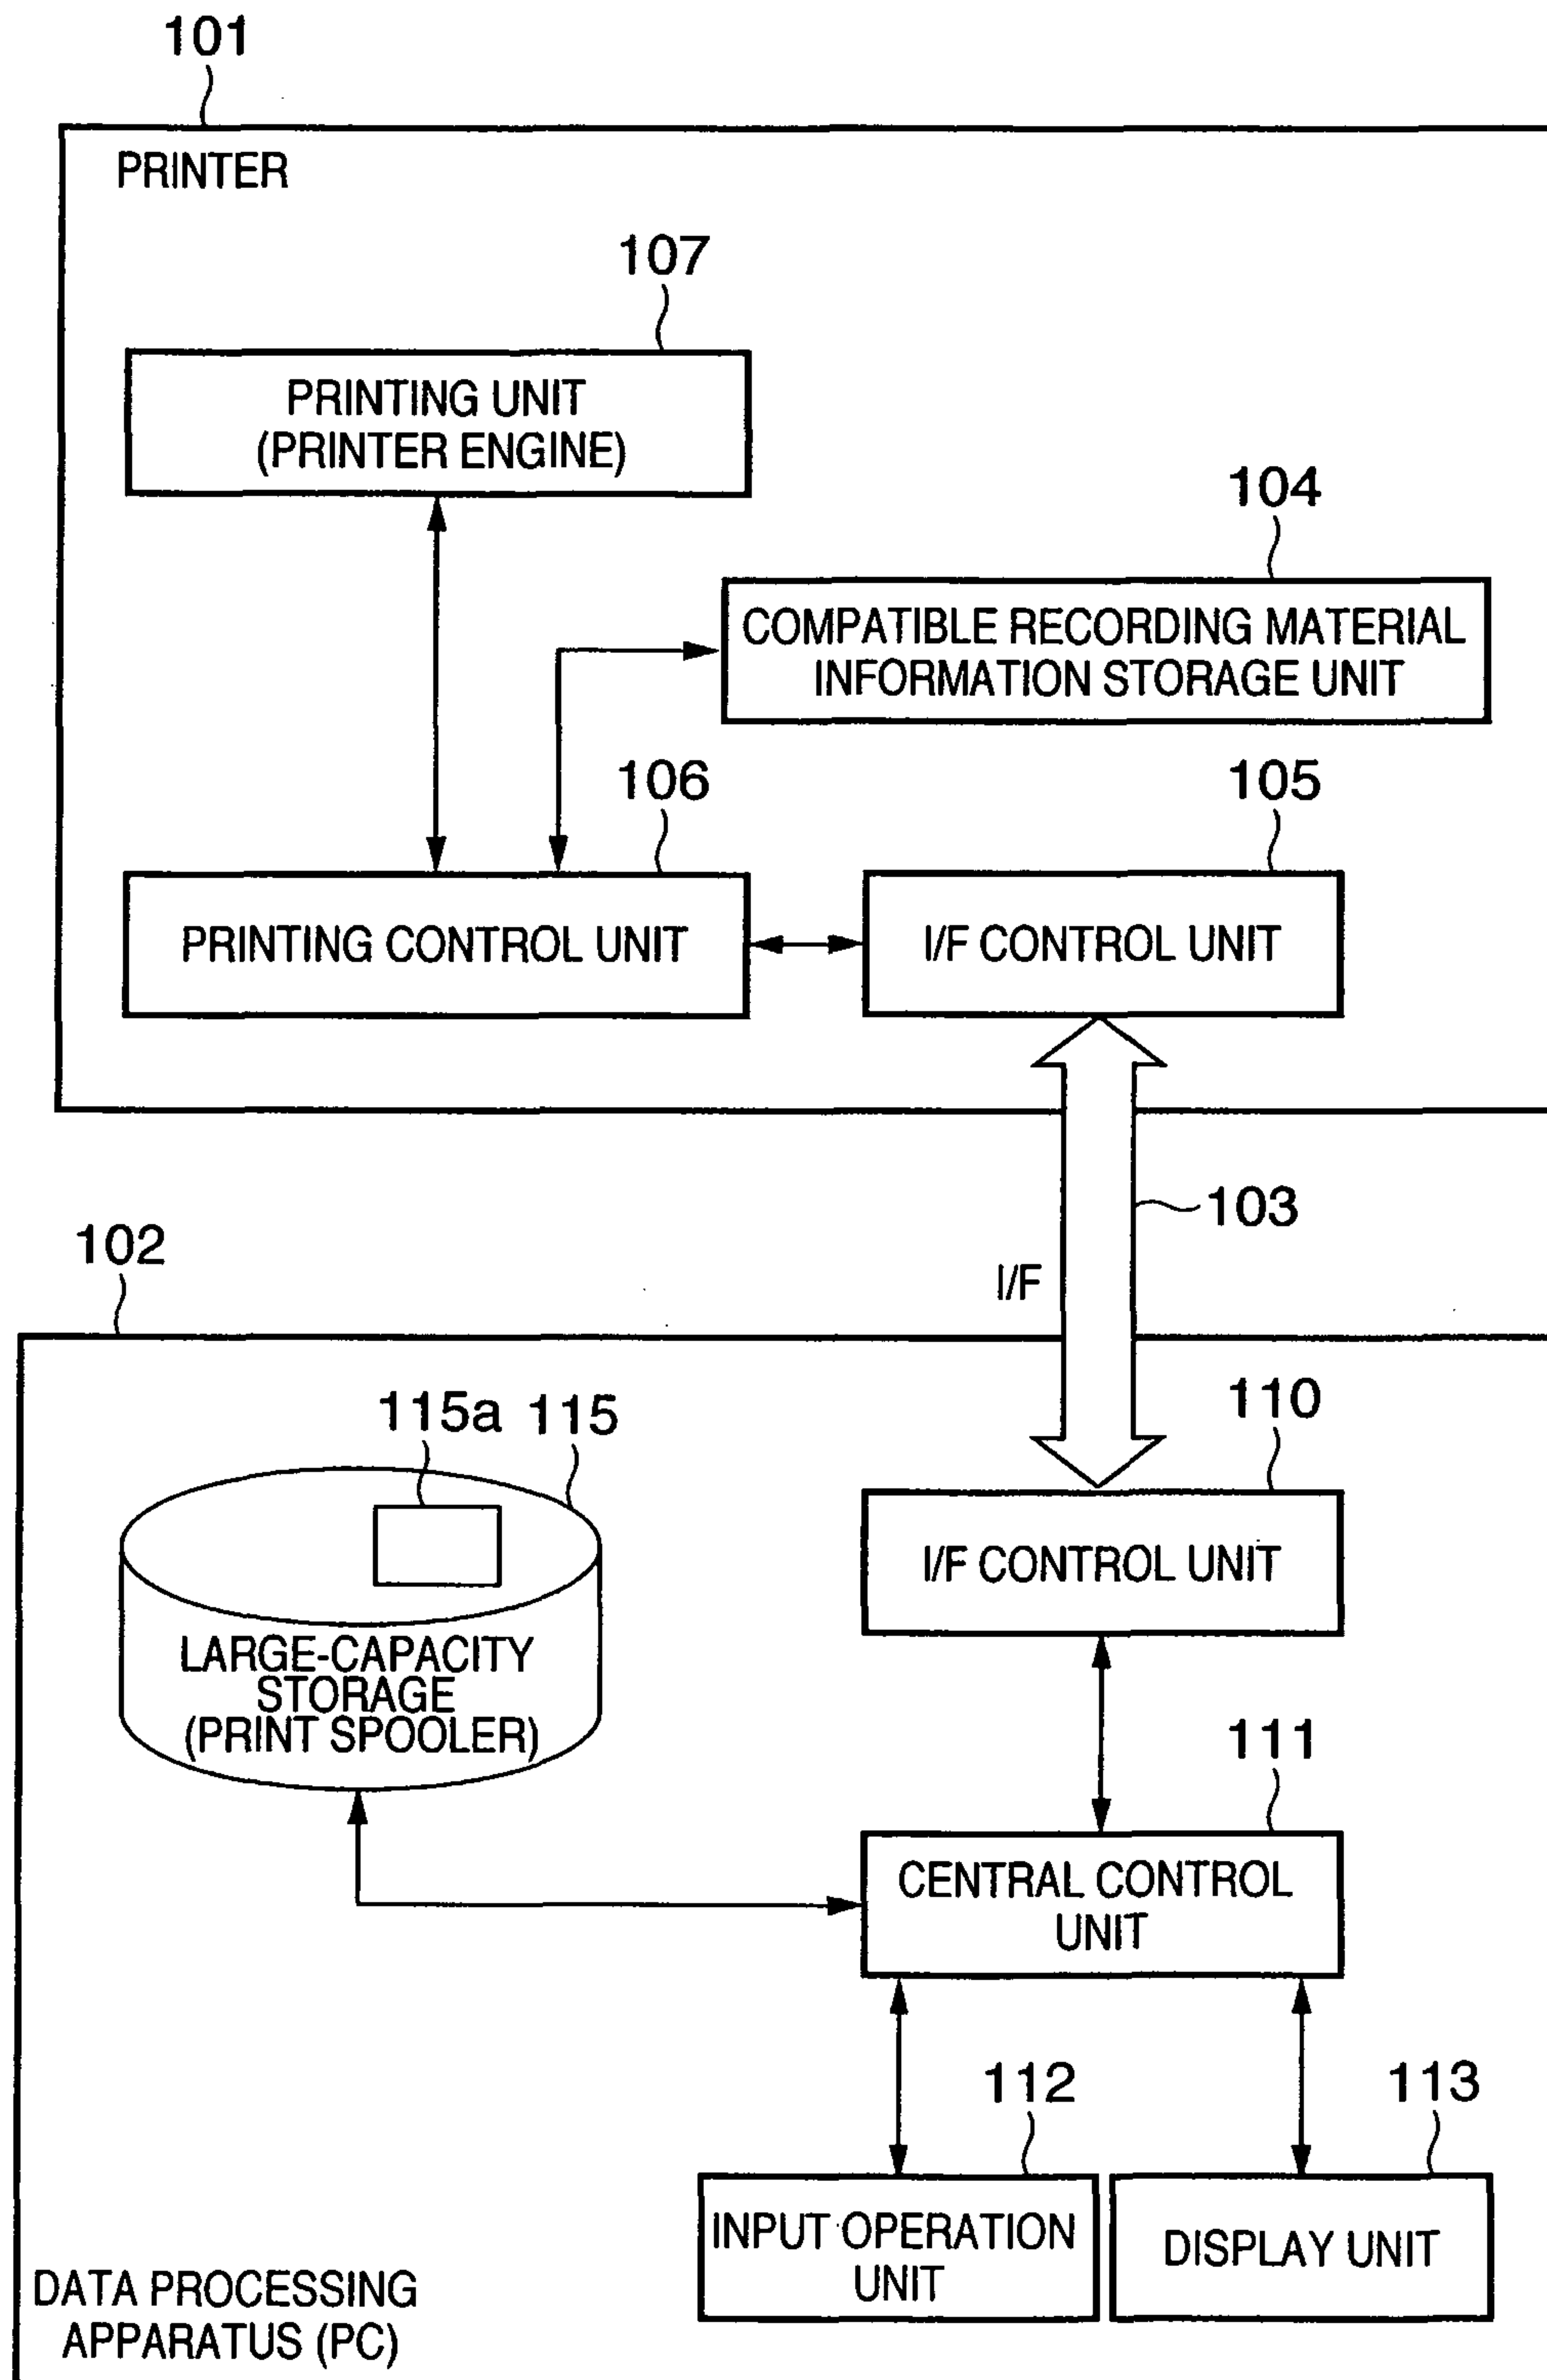 101
PRINTER
107
PRINTING UNIT
(PRINTER ENGINE)
104
COMPATIBLE RECORDING MATERIAL
INFORMATION STORAGE UNIT
106
105
PRINTING CONTROL UNIT
I/F CONTROL UNIT
103
102
I/F
115a
115
110
I/F CONTROL UNIT
LARGE-CAPACITY
STORAGE
(PRINT SPOOLER)
111
CENTRAL CONTROL
UNIT
112
113
INPUT OPERATION
UNIT
DISPLAY UNIT
DATA PROCESSING
APPARATUS (PC)